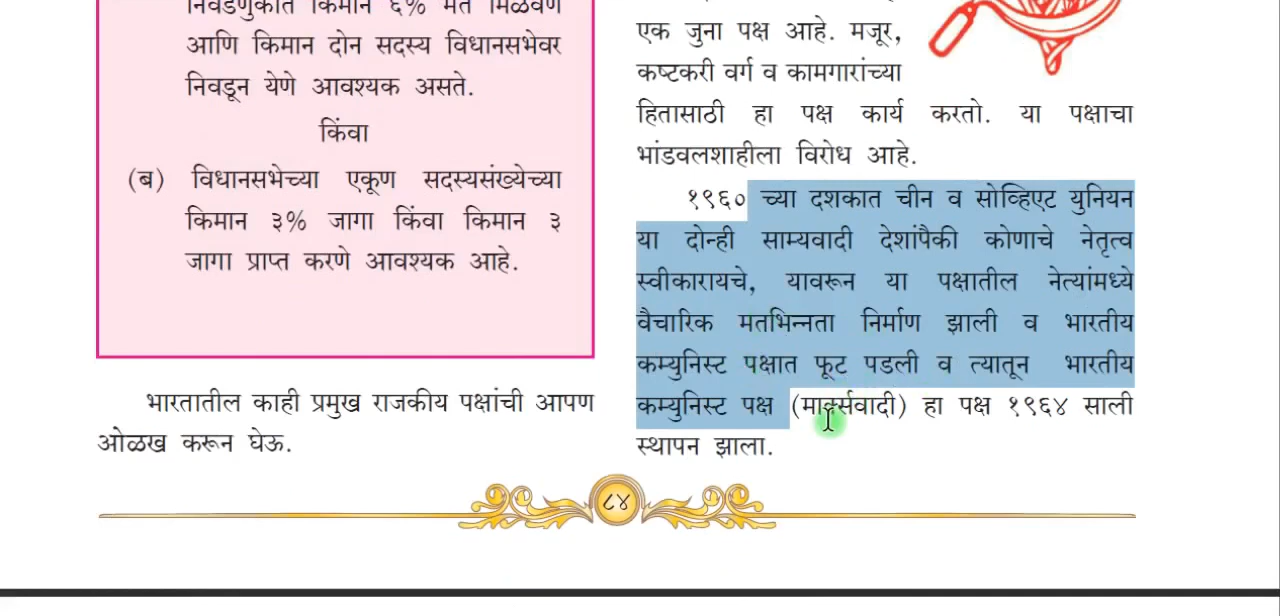 निवडणुकीत किमान ६% मते मिळवणे
आणि किमान दोन सदस्य विधानसभेवर
निवडून येणे आवश्यक असते.
किंवा
(ब) विधानसभेच्या एकूण सदस्यसंख्येच्या
किमान ३% जागा किंवा किमान ३
जागा प्राप्त करणे आवश्यक आहे.
भारतातील काही प्रमुख राजकीय पक्षांची आपण
ओळख करून घेऊ.
एक जुना पक्ष आहे. मजूर,
कष्टकरी वर्ग व कामगारांच्या
हितासाठी हा पक्ष कार्य करतो. या पक्षाचा
भांडवलशाहीला विरोध आहे.
१९६० च्या दशकात चीन व सोव्हिएट युनियन
या दोन्ही साम्यवादी देशांपैकी कोणाचे नेतृत्व
स्वीकारायचे, यावरून या पक्षातील नेत्यांमध्ये
वैचारिक मतभिन्नता निर्माण झाली व भारतीय
कम्युनिस्ट पक्षात फूट पडली व त्यातून भारतीय
कम्युनिस्ट पक्ष (मार्क्सवादी) हा पक्ष १९६४ साली
स्थापन झाला.
८४